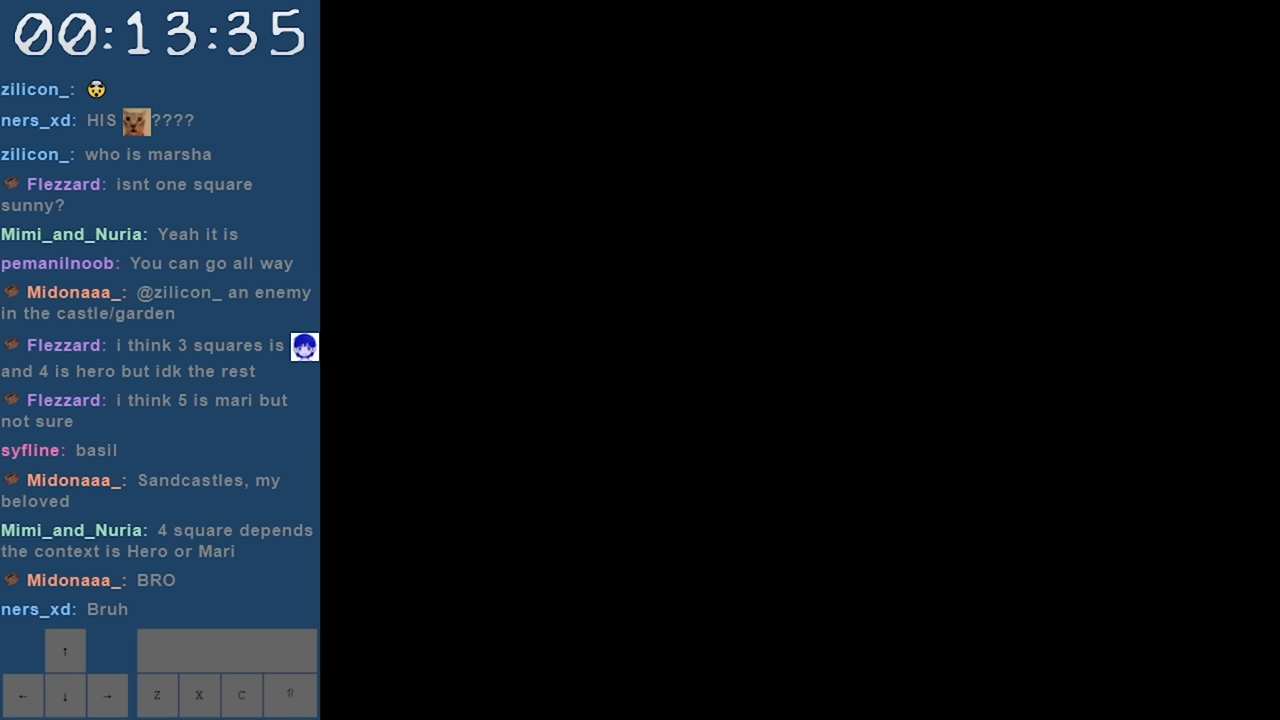 00:13:35
zilicon_:
ners_xd: HIS ????
zilicon_: who is marsha
Flezzard: isnt one square
sunny?
Mimi_and_Nuria: Yeah it is
pemanilnoob: You can go all way
Midonaaa_: @zilicon_ an enemy
in the castle/garden
Flezzard: i think 3 squares is
and 4 is hero but idk the rest
Flezzard: i think 5 is mari but
not sure
syfline: basil
Midonaaa_: Sandcastles, my
beloved
Mimi_and_Nuria: 4 square depends
the context is Hero or Mari
Midonaaa_: BRO
ners_xd: Bruh
↑
← ↓ → Z X C ⇧